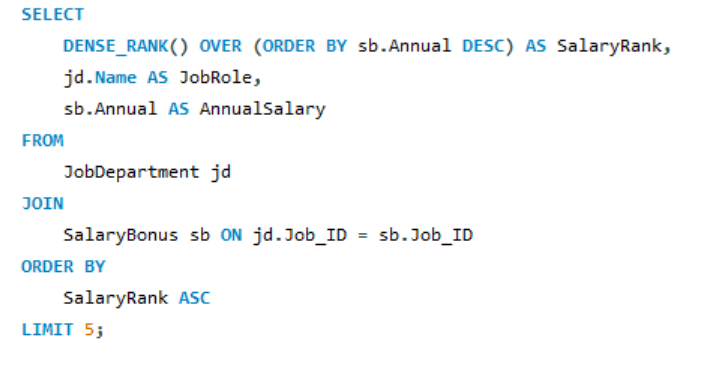 SELECT
DENSE_RANK() OVER (ORDER BY sb.Annual DESC) AS SalaryRank,
jd.Name AS JobRole,
sb.Annual AS AnnualSalary
FROM
JobDepartment jd
JOIN
SalaryBonus sb ON jd.Job_ID = sb.Job_ID
ORDER BY
SalaryRank ASC
LIMIT 5;